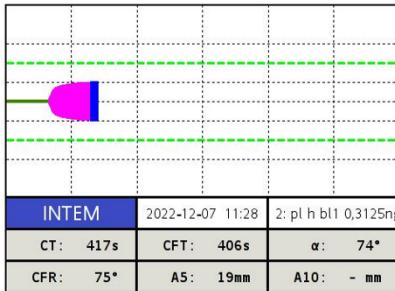 INTEM 2022-12-07 11:28 2: pl h bl1 0,3125ng
CT: 417s CFT: 406s α: 74°
CFR: 75° A5: 19mm A10: - mm